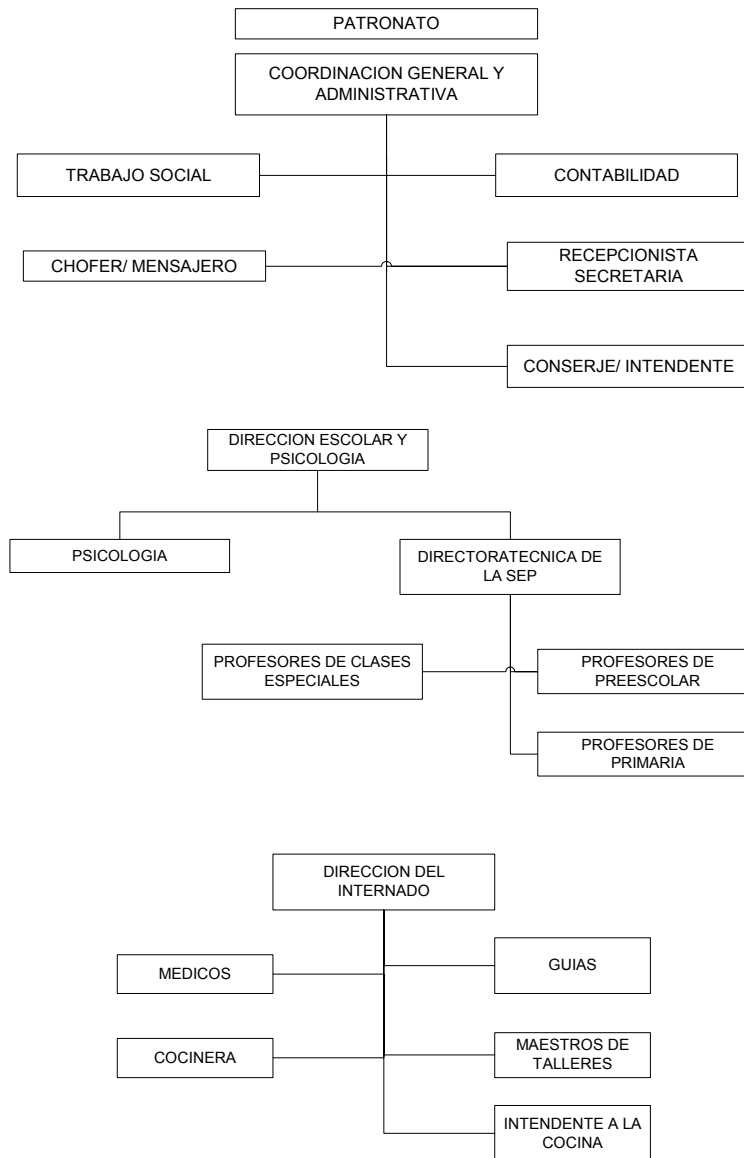 PATRONATO
COORDINACION GENERAL Y
ADMINISTRATIVA
TRABAJO SOCIAL
CONTABILIDAD
CHOFER/ MENSAJERO
RECEPCIONISTA
SECRETARIA
CONSERJE/ INTENDENTE
DIRECCION ESCOLAR Y
PSICOLOGIA
PSICOLOGIA
DIRECTORATECNICA DE
LA SEP
PROFESORES DE CLASES
ESPECIALES
PROFESORES DE
PREESCOLAR
PROFESORES DE
PRIMARIA
DIRECCION DEL
INTERNADO
MEDICOS
GUIAS
COCINERA
MAESTROS DE
TALLERES
INTENDENTE A LA
COCINA